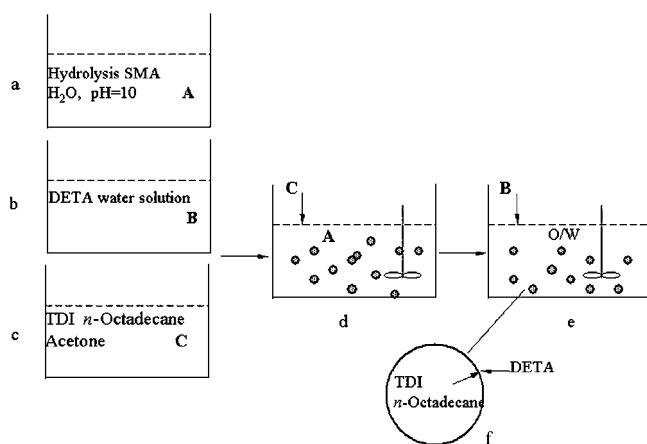 a
Hydrolysis SMA
H₂O, pH=10 A
b
DETA water solution
B
c
TDI n-Octadecane
Acetone C
C
A
d
B
O/W
e
TDI
n-Octadecane
DETA
f